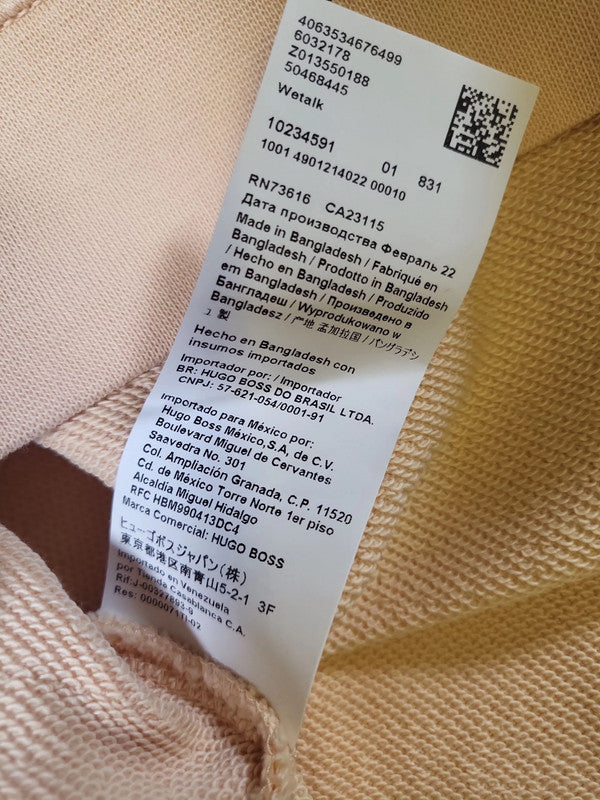 4063534676499
6032178
Z013550188
50468445
Wetalk
10234591 01 831
1001 4901214022 00010
RN73616 CA23115
Дата производства Февраль 22
Made in Bangladesh / Fabriqué en
Bangladesh / Prodotto in Bangladesh
/ Hecho en Bangladesh / Produzido
em Bangladesh / Произведено в
Бангладеш / Wyprodukowano w
Bangladesz / 产地 孟加拉国 / バングラデシ
ュ 製
Hecho en Bangladesh con
insumos importados
Importador por: / Importador
BR: HUGO BOSS DO BRASIL LTDA.
CNPJ: 57-621-054/0001-91
Importado para México por:
Hugo Boss México,S.A, de C.V.
Boulevard Miguel de Cervantes
Saavedra No. 301
Col. Ampliación Granada, C.P. 11520
Cd. de México Torre Norte 1er piso
Alcaldia Miguel Hidalgo
RFC HBM990413DC4
Marca Comercial: HUGO BOSS
ヒューゴボスジャパン(株)
東京都港区南青山5-2-1 3F
Importado en Venezuela
por Tienda Casablanca C.A.
Rif:J-00327893-9
Res: 00000711-02